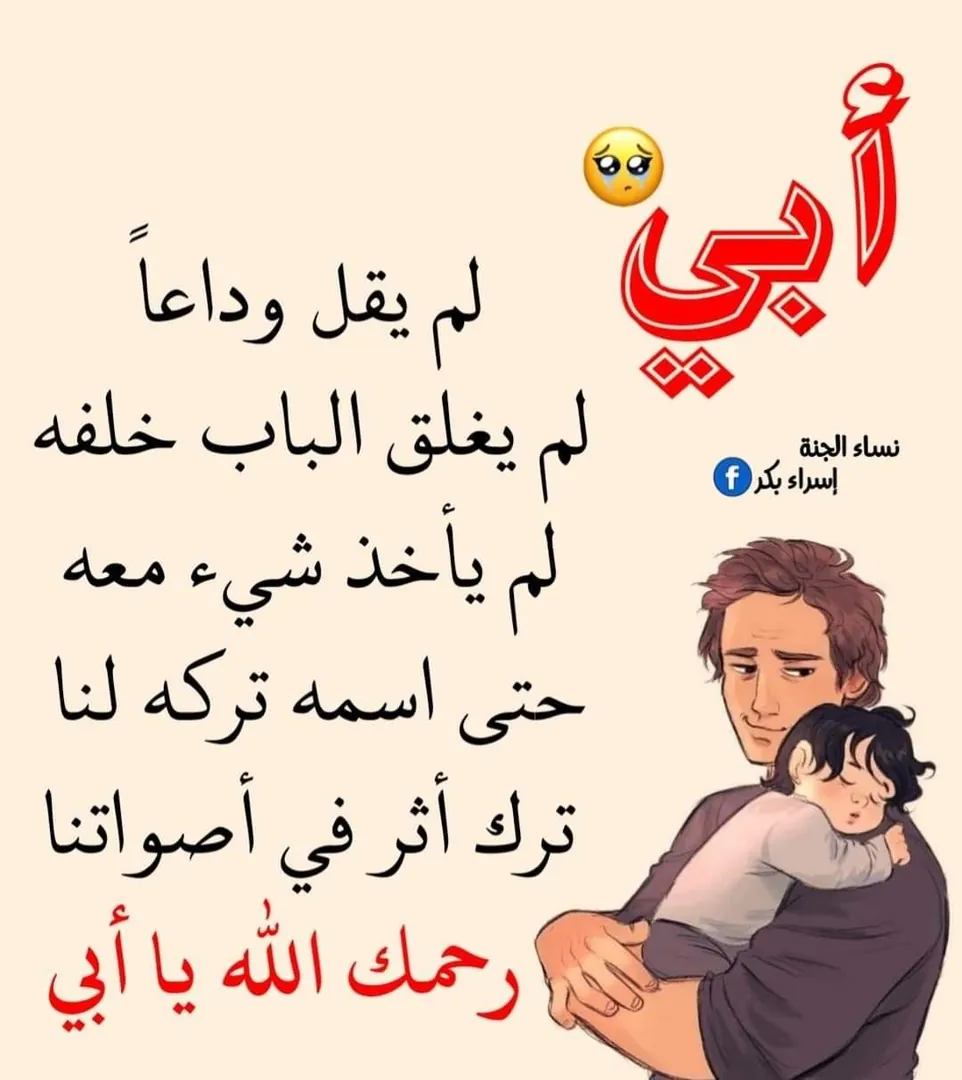 أبي
لم يقل وداعاً
لم يغلق الباب خلفه
نساء الجنة
إسراء بكر
لم يأخذ شيء معه
حتى اسمه تركه لنا
ترك أثر في أصواتنا
رحمك الله يا أبي